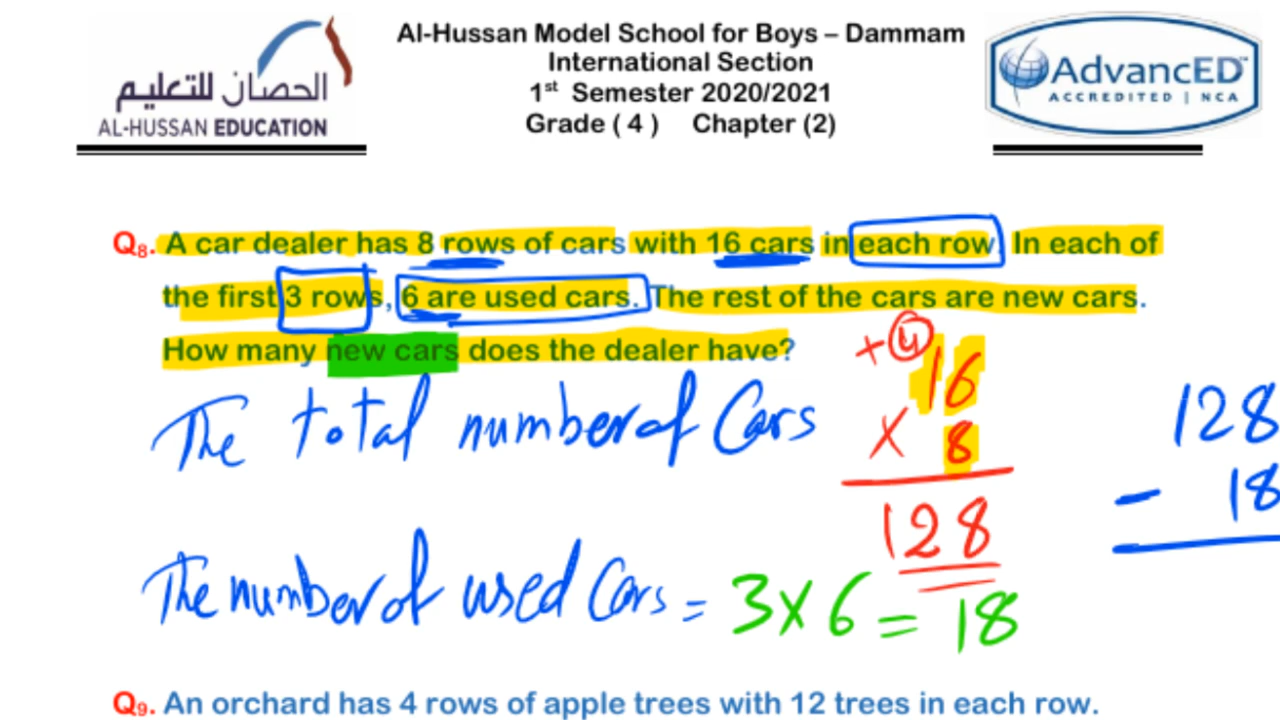 الحصان للتعليم
AL-HUSSAN EDUCATION
Al-Hussan Model School for Boys – Dammam
International Section
1st Semester 2020/2021
Grade ( 4 ) Chapter (2)
AdvancED™
ACCREDITED | NCA
Q8. A car dealer has 8 rows of cars with 16 cars in each row. In each of
the first 3 rows, 6 are used cars. The rest of the cars are new cars.
How many new cars does the dealer have?
+ 4
16
× 8
128
The total number of Cars
128
- 18
The number of used Cars = 3 × 6 = 18
Q9. An orchard has 4 rows of apple trees with 12 trees in each row.